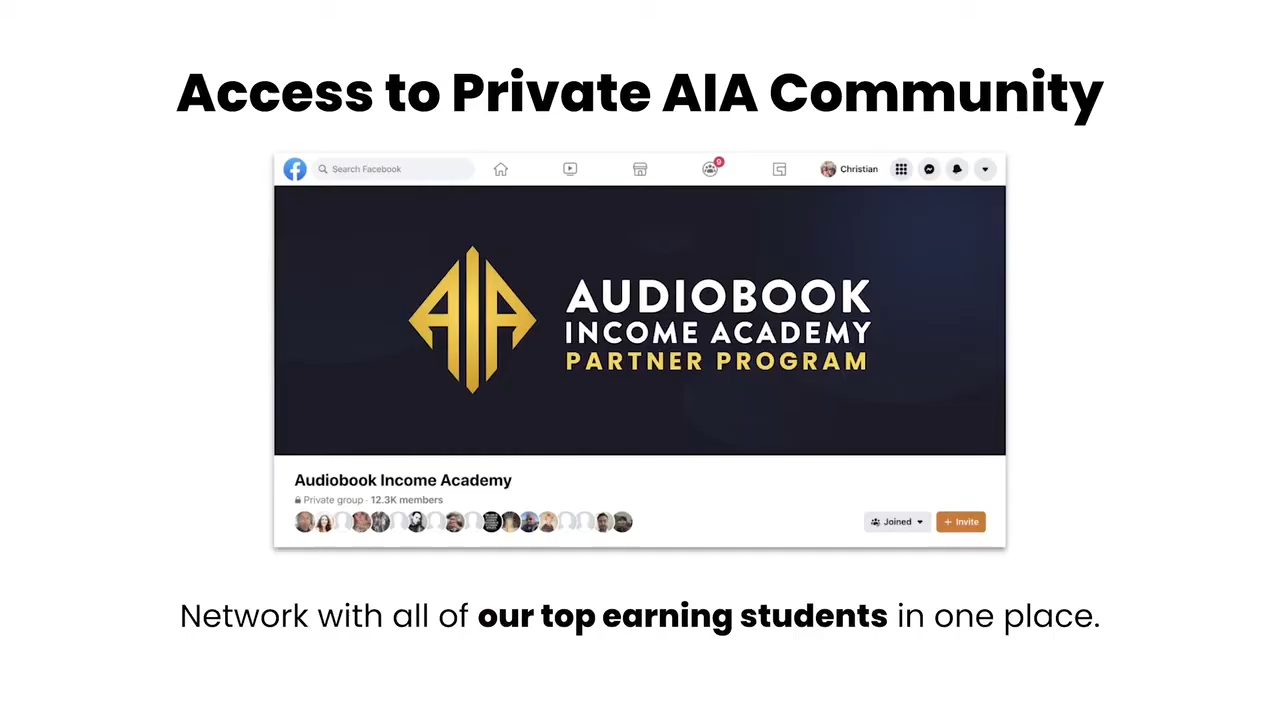 Access to Private AIA Community
Search Facebook
9
Christian
AIA
AUDIOBOOK
INCOME ACADEMY
PARTNER PROGRAM
Audiobook Income Academy
Private group · 12.3K members
Joined
+ Invite
Network with all of our top earning students in one place.